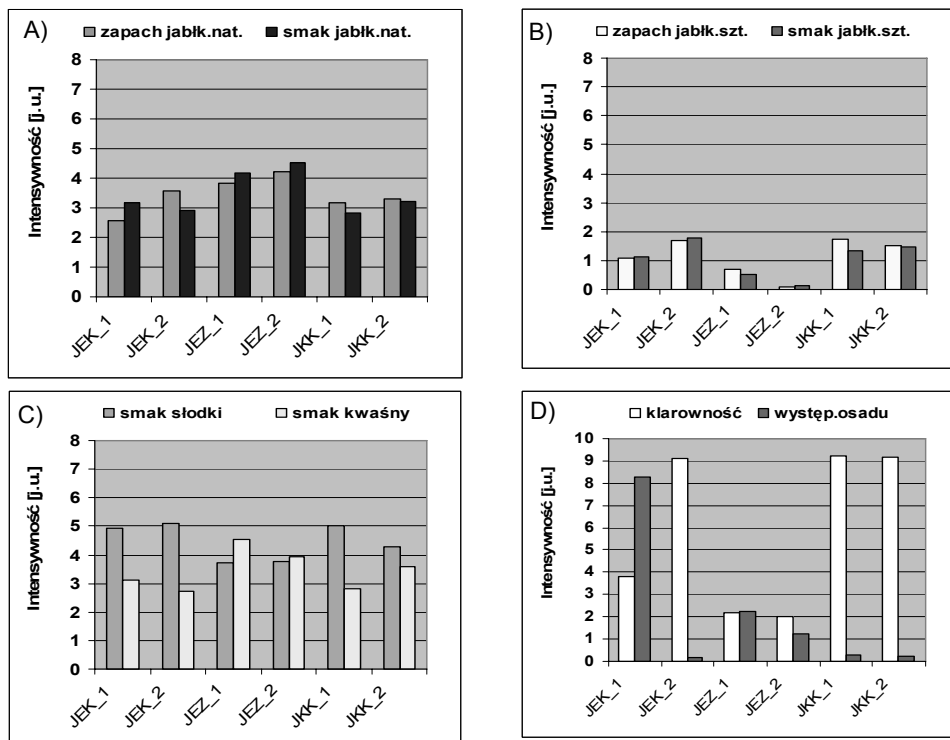 A)
zapach jabłk.nat. smak jabłk.nat.
Intensywność [j.u.]
8
7
6
5
4
3
2
1
0
JEK_1 JEK_2 JEZ_1 JEZ_2 JKK_1 JKK_2
B)
zapach jabłk.szt. smak jabłk.szt.
Intensywność [j.u.]
8
7
6
5
4
3
2
1
0
JEK_1 JEK_2 JEZ_1 JEZ_2 JKK_1 JKK_2
C)
smak słodki smak kwaśny
Intensywność [j.u.]
8
7
6
5
4
3
2
1
0
JEK_1 JEK_2 JEZ_1 JEZ_2 JKK_1 JKK_2
D)
klarowność występ.osadu
Intensywność [j.u.]
10
9
8
7
6
5
4
3
2
1
0
JEK_1 JEK_2 JEZ_1 JEZ_2 JKK_1 JKK_2